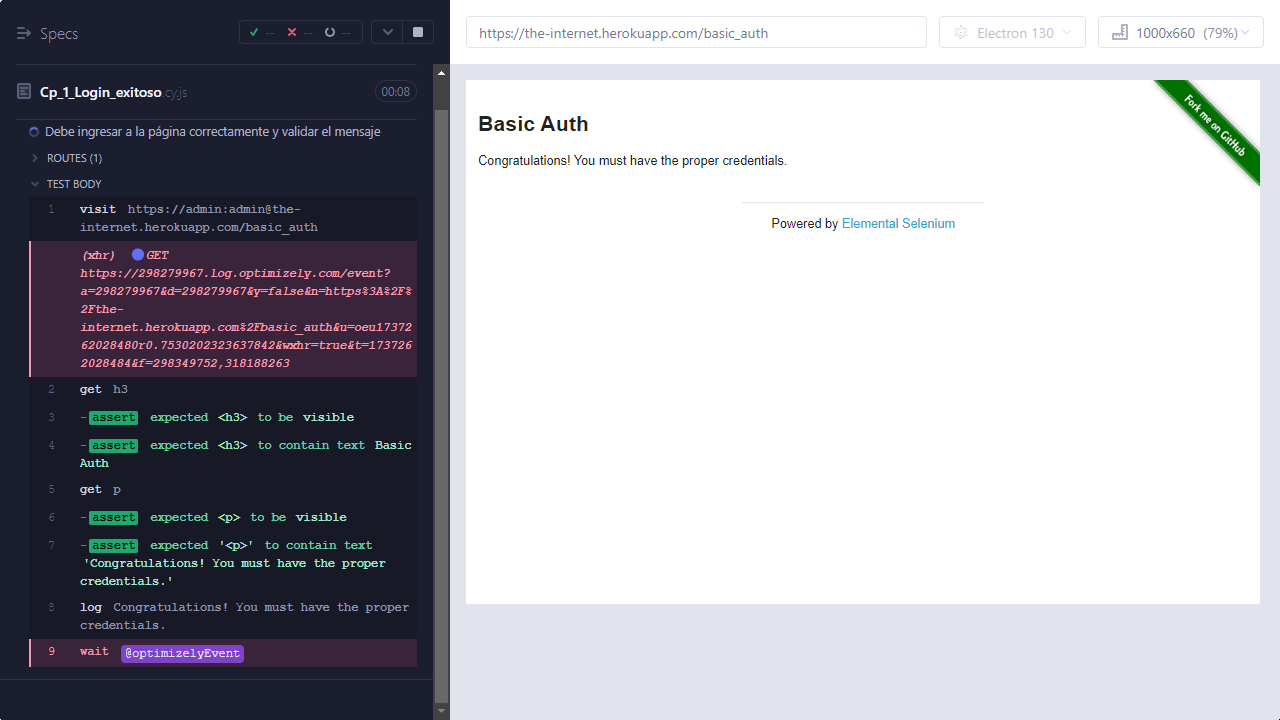 Specs
-- -- --
Cp_1_Login_exitoso.cy.js 00:08
Debe ingresar a la página correctamente y validar el mensaje
ROUTES (1)
TEST BODY
1 visit https://admin:admin@the-
internet.herokuapp.com/basic_auth
(xhr) GET
https://298279967.log.optimizely.com/event?
a=298279967&d=298279967&y=false&n=https%3A%2F%
2Fthe-
internet.herokuapp.com%2Fbasic_auth&u=oeu17372
62028480r0.7530202323637842&wxhr=true&t=173726
2028484&f=298349752,318188263
2 get h3
3 -assert expected <h3> to be visible
4 -assert expected <h3> to contain text Basic
Auth
5 get p
6 -assert expected <p> to be visible
7 -assert expected '<p>' to contain text
'Congratulations! You must have the proper
credentials.'
8 log Congratulations! You must have the proper
credentials.
9 wait @optimizelyEvent
https://the-internet.herokuapp.com/basic_auth
Electron 130
1000x660 (79%)
Fork me on GitHub
Basic Auth
Congratulations! You must have the proper credentials.
Powered by Elemental Selenium